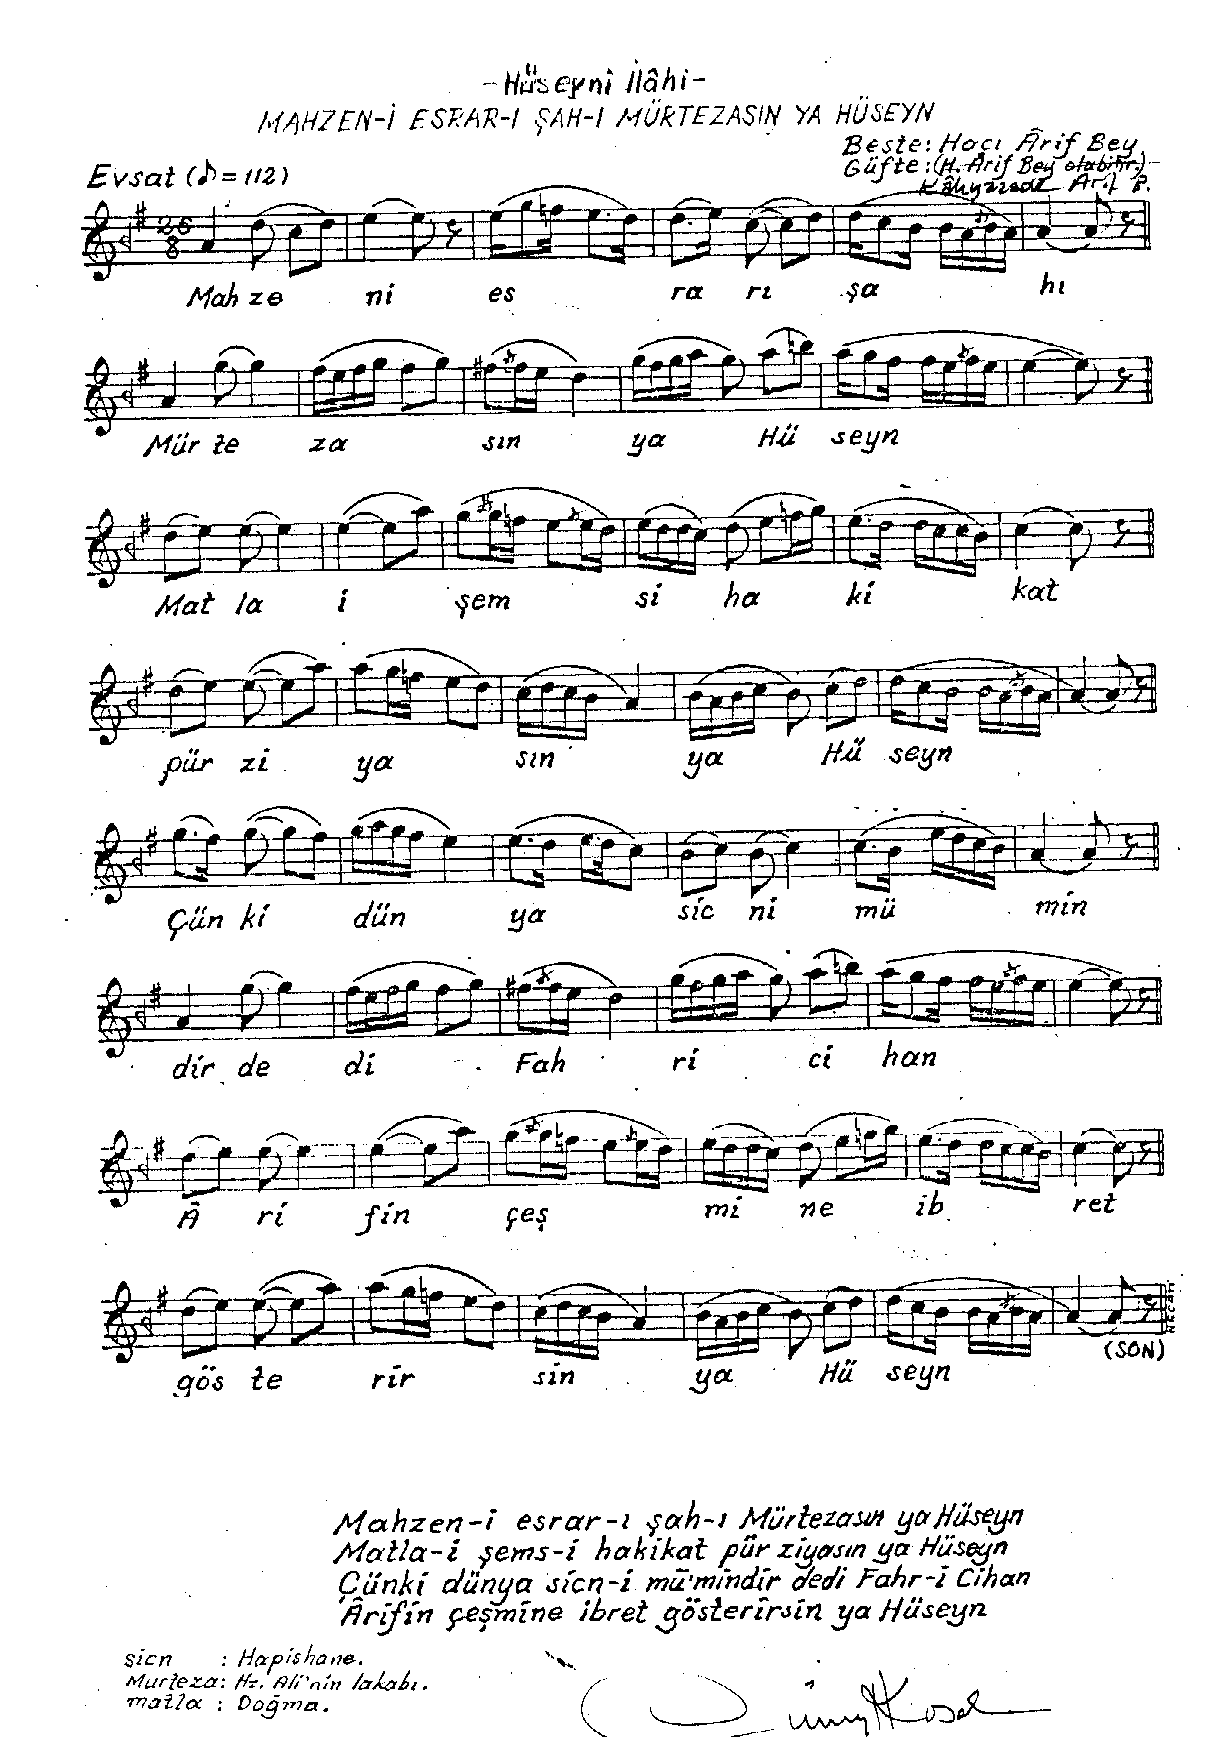 -Hüseynî İlâhi-
MAHZEN-İ ESRAR-I ŞAH-I MÜRTEZASIN YA HÜSEYN
Beste: Hacı Ârif Bey
Evsat (♪=112)
Güfte: (H. Ârif Bey olabilir.)
Arif P.
26
8
Mah ze ni es ra rı şa hı
Mür te za sın ya Hü seyn
Mat la i şem si ha ki kat
pür zi ya sın ya Hü seyn
Çün ki dün ya sic ni mü min
dir de di Fah ri ci han
Â ri fin çeş mi ne ib ret
gös te rir sin ya Hü seyn
(SON)
Mahzen-i esrar-ı şah-ı Mürtezasın ya Hüseyn
Matla-i şems-i hakikat pür ziyasın ya Hüseyn
Çünki dünya sicn-i mü'mindir dedi Fahr-i Cihan
Ârifin çeşmine ibret gösterirsin ya Hüseyn
sicn : Hapishane.
Murteza: Hz. Ali'nin lakabı.
matla : Doğma.